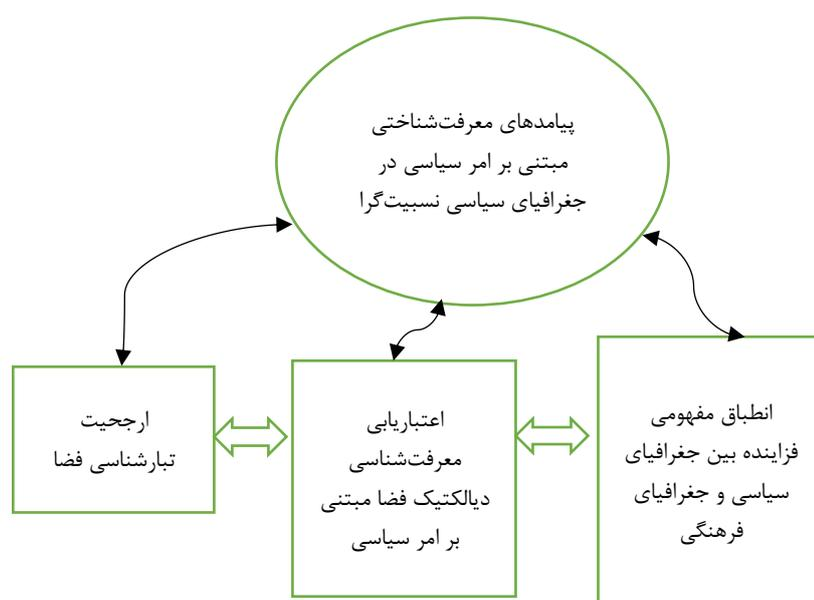 پیامدهای معرفت‌شناختی
مبتنی بر امر سیاسی در
جغرافیای سیاسی نسبیت‌گرا
انطباق مفهومی
فزاینده بین جغرافیای
سیاسی و جغرافیای
فرهنگی
اعتباریابی
معرفت‌شناسی
دیالکتیک فضا مبتنی
بر امر سیاسی
ارجحیت
تبارشناسی فضا